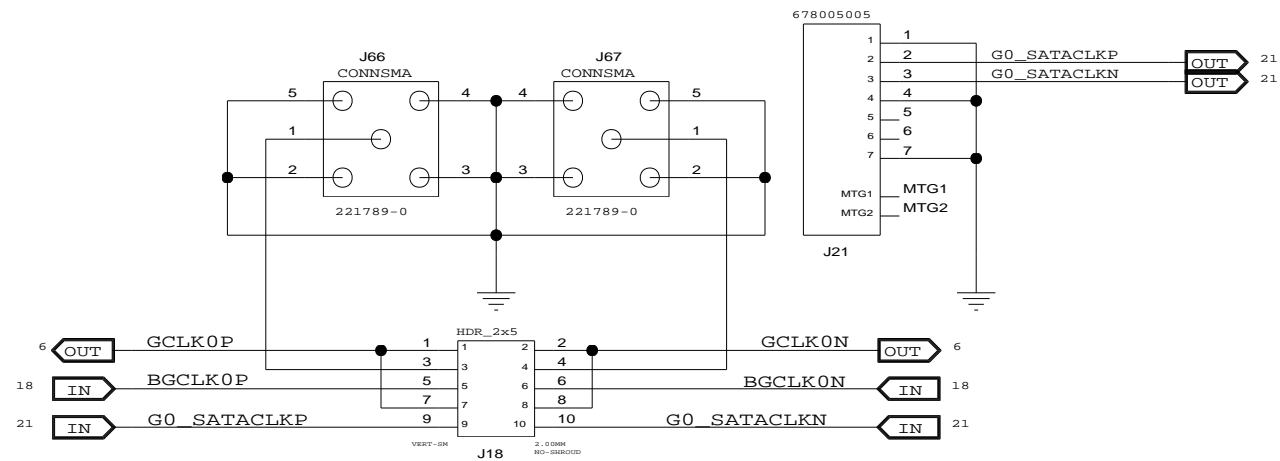 678005005
J66
CONNSMA
J67
CONNSMA
1 1
2 2 G0_SATACLKP OUT 21
3 3 G0_SATACLKN OUT 21
4 4
5 5
6 6
7 7
MTG1 MTG1
MTG2 MTG2
J21
5 4 4 5
1 1
2 3 3 2
221789-0 221789-0
HDR_2x5
6 OUT GCLK0P 1 1 2 2 GCLK0N OUT 6
3 3 4 4
18 IN BGCLK0P 5 5 6 6 BGCLK0N IN 18
7 7 8 8
21 IN G0_SATACLKP 9 9 10 10 G0_SATACLKN IN 21
VERT-SM
2.00MM
NO-SHROUD
J18